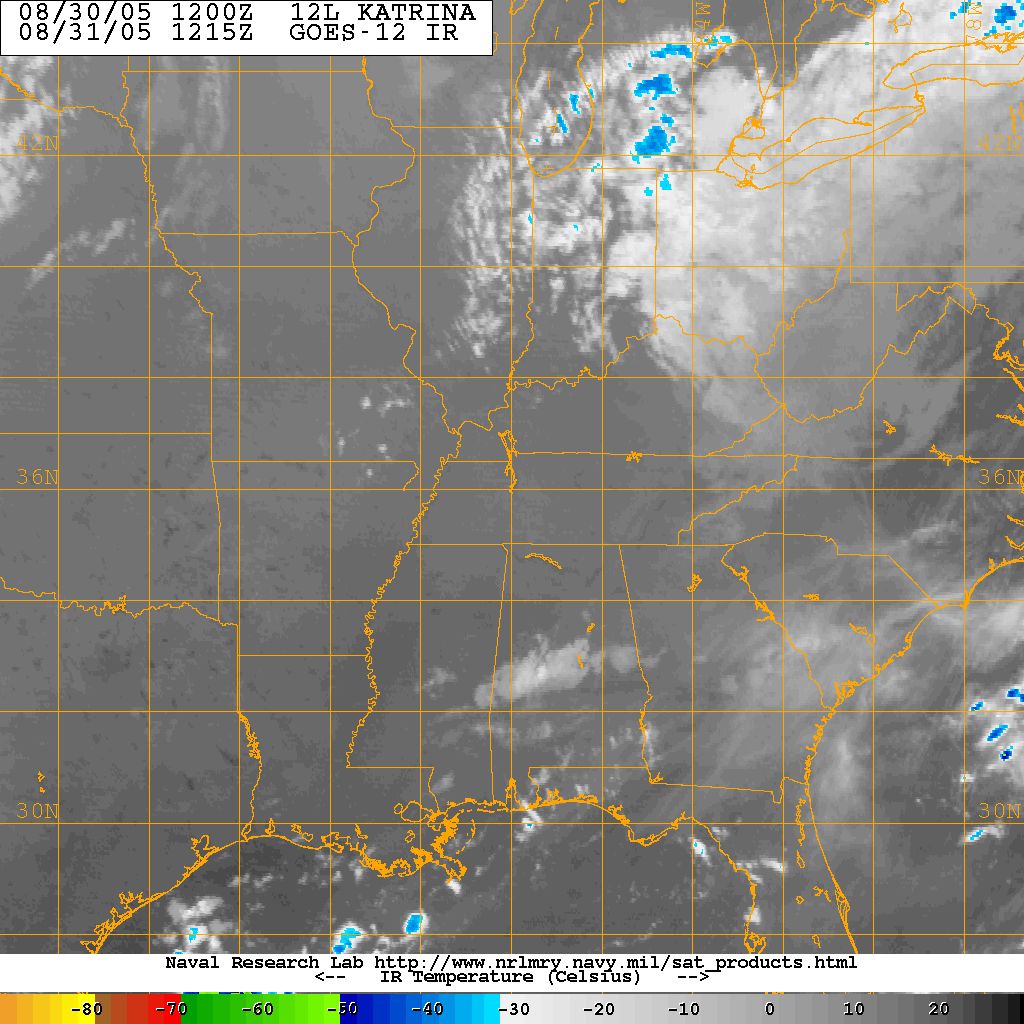 08/30/05 1200Z 12L KATRINA
08/31/05 1215Z GOES-12 IR
84W
78W
42N 42N
36N 36N
30N 30N
Naval Research Lab http://www.nrlmry.navy.mil/sat_products.html
<-- IR Temperature (Celsius) -->
-80 -70 -60 -50 -40 -30 -20 -10 0 10 20